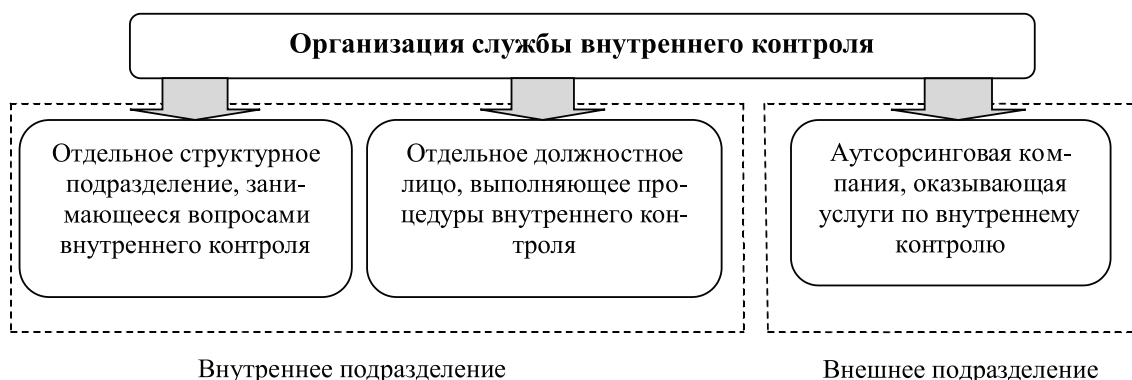 Организация службы внутреннего контроля
Отдельное структурное
подразделение, зани-
мающееся вопросами
внутреннего контроля
Отдельное должностное
лицо, выполняющее про-
цедуры внутреннего кон-
троля
Аутсорсинговая ком-
пания, оказывающая
услуги по внутреннему
контролю
Внутреннее подразделение
Внешнее подразделение